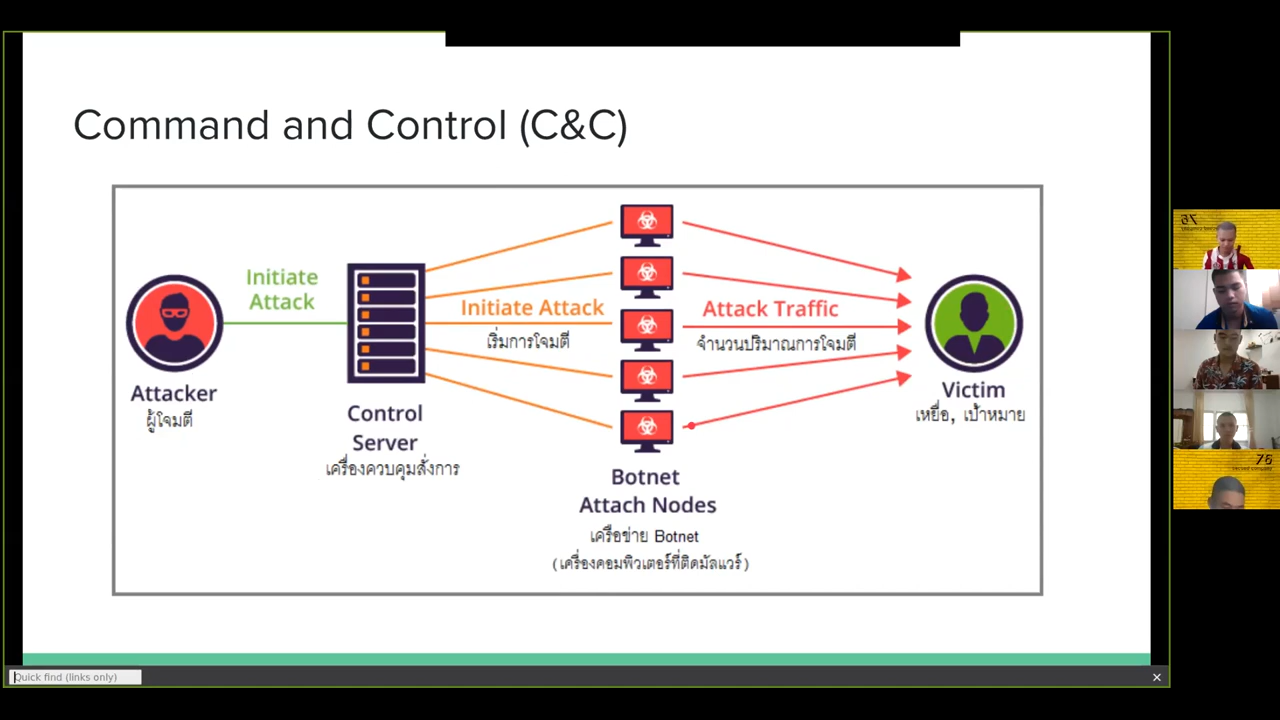 Command and Control (C&C)
Initiate
Attack
Initiate Attack
เริ่มการโจมตี
Attack Traffic
จำนวนปริมาณการโจมตี
Attacker
ผู้โจมตี
Control
Server
เครื่องควบคุมสั่งการ
Victim
เหยื่อ, เป้าหมาย
Botnet
Attach Nodes
เครือข่าย Botnet
(เครื่องคอมพิวเตอร์ที่ติดมัลแวร์)
Quick find (links only)
76
76